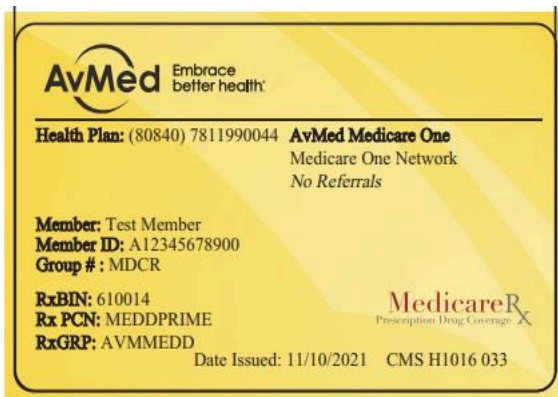 AvMed Embrace better health.
Health Plan: (80840) 7811990044 AvMed Medicare One
Medicare One Network
No Referrals
Member: Test Member
Member ID: A12345678900
Group # : MDCR
RxBIN: 610014
Rx PCN: MEDDPRIME
RxGRP: AVMMEDD
MedicareRx
Prescription Drug Coverage
Date Issued: 11/10/2021 CMS H1016 033